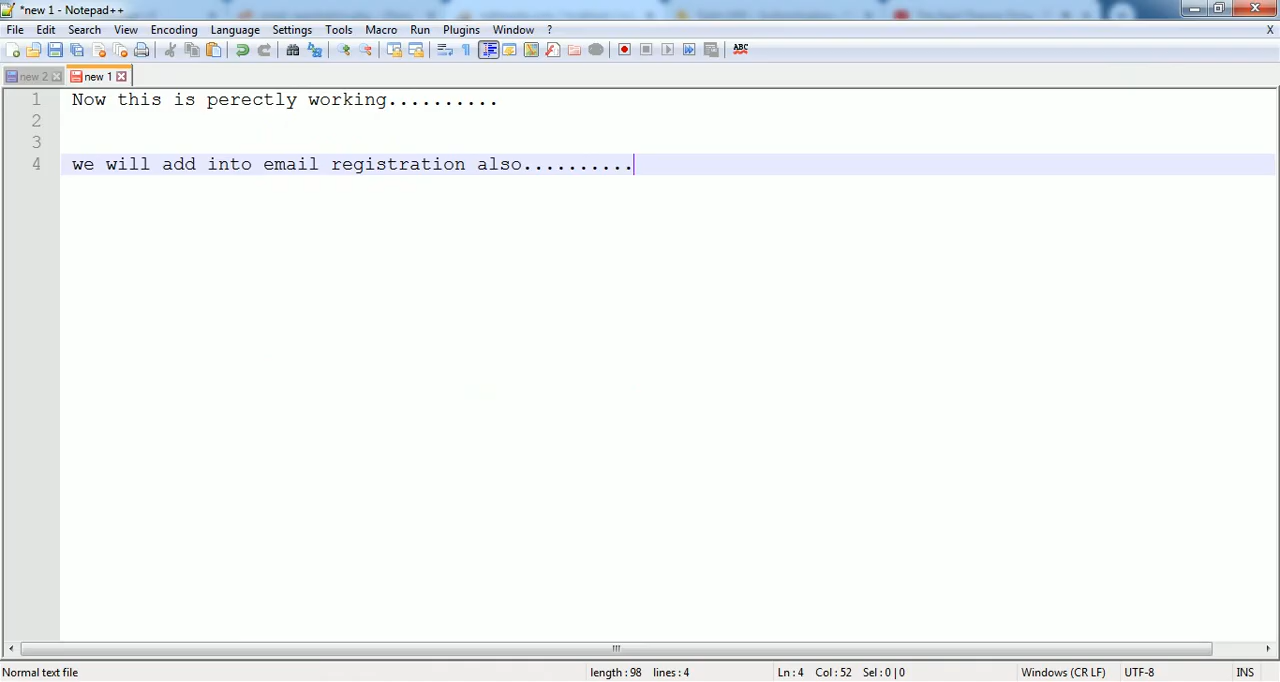 *new 1 - Notepad++
File Edit Search View Encoding Language Settings Tools Macro Run Plugins Window ? X
ABC
new 2 new 1
1 Now this is perectly working..........
2
3
4 we will add into email registration also..........
Normal text file length : 98 lines : 4 Ln : 4 Col : 52 Sel : 0 | 0 Windows (CR LF) UTF-8 INS